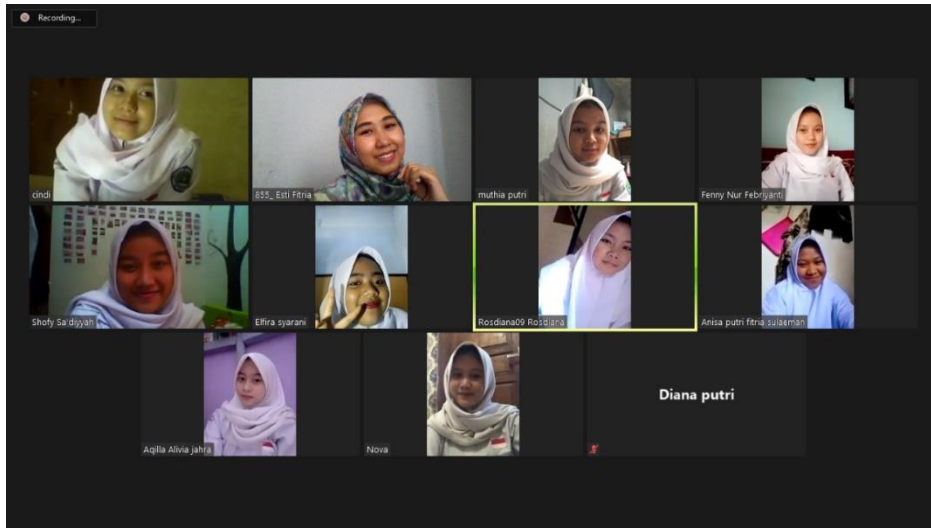 Recording...
cindi
855_ Esti Fitria
muthia putri
Fenny Nur Febriyanti
Shofy Sa'diyyah
Elfira syarani
Rosdiana09 Rosdiana
Anisa putri fitria sulaeman
Aqilla Alivia jahra
Nova
Diana putri